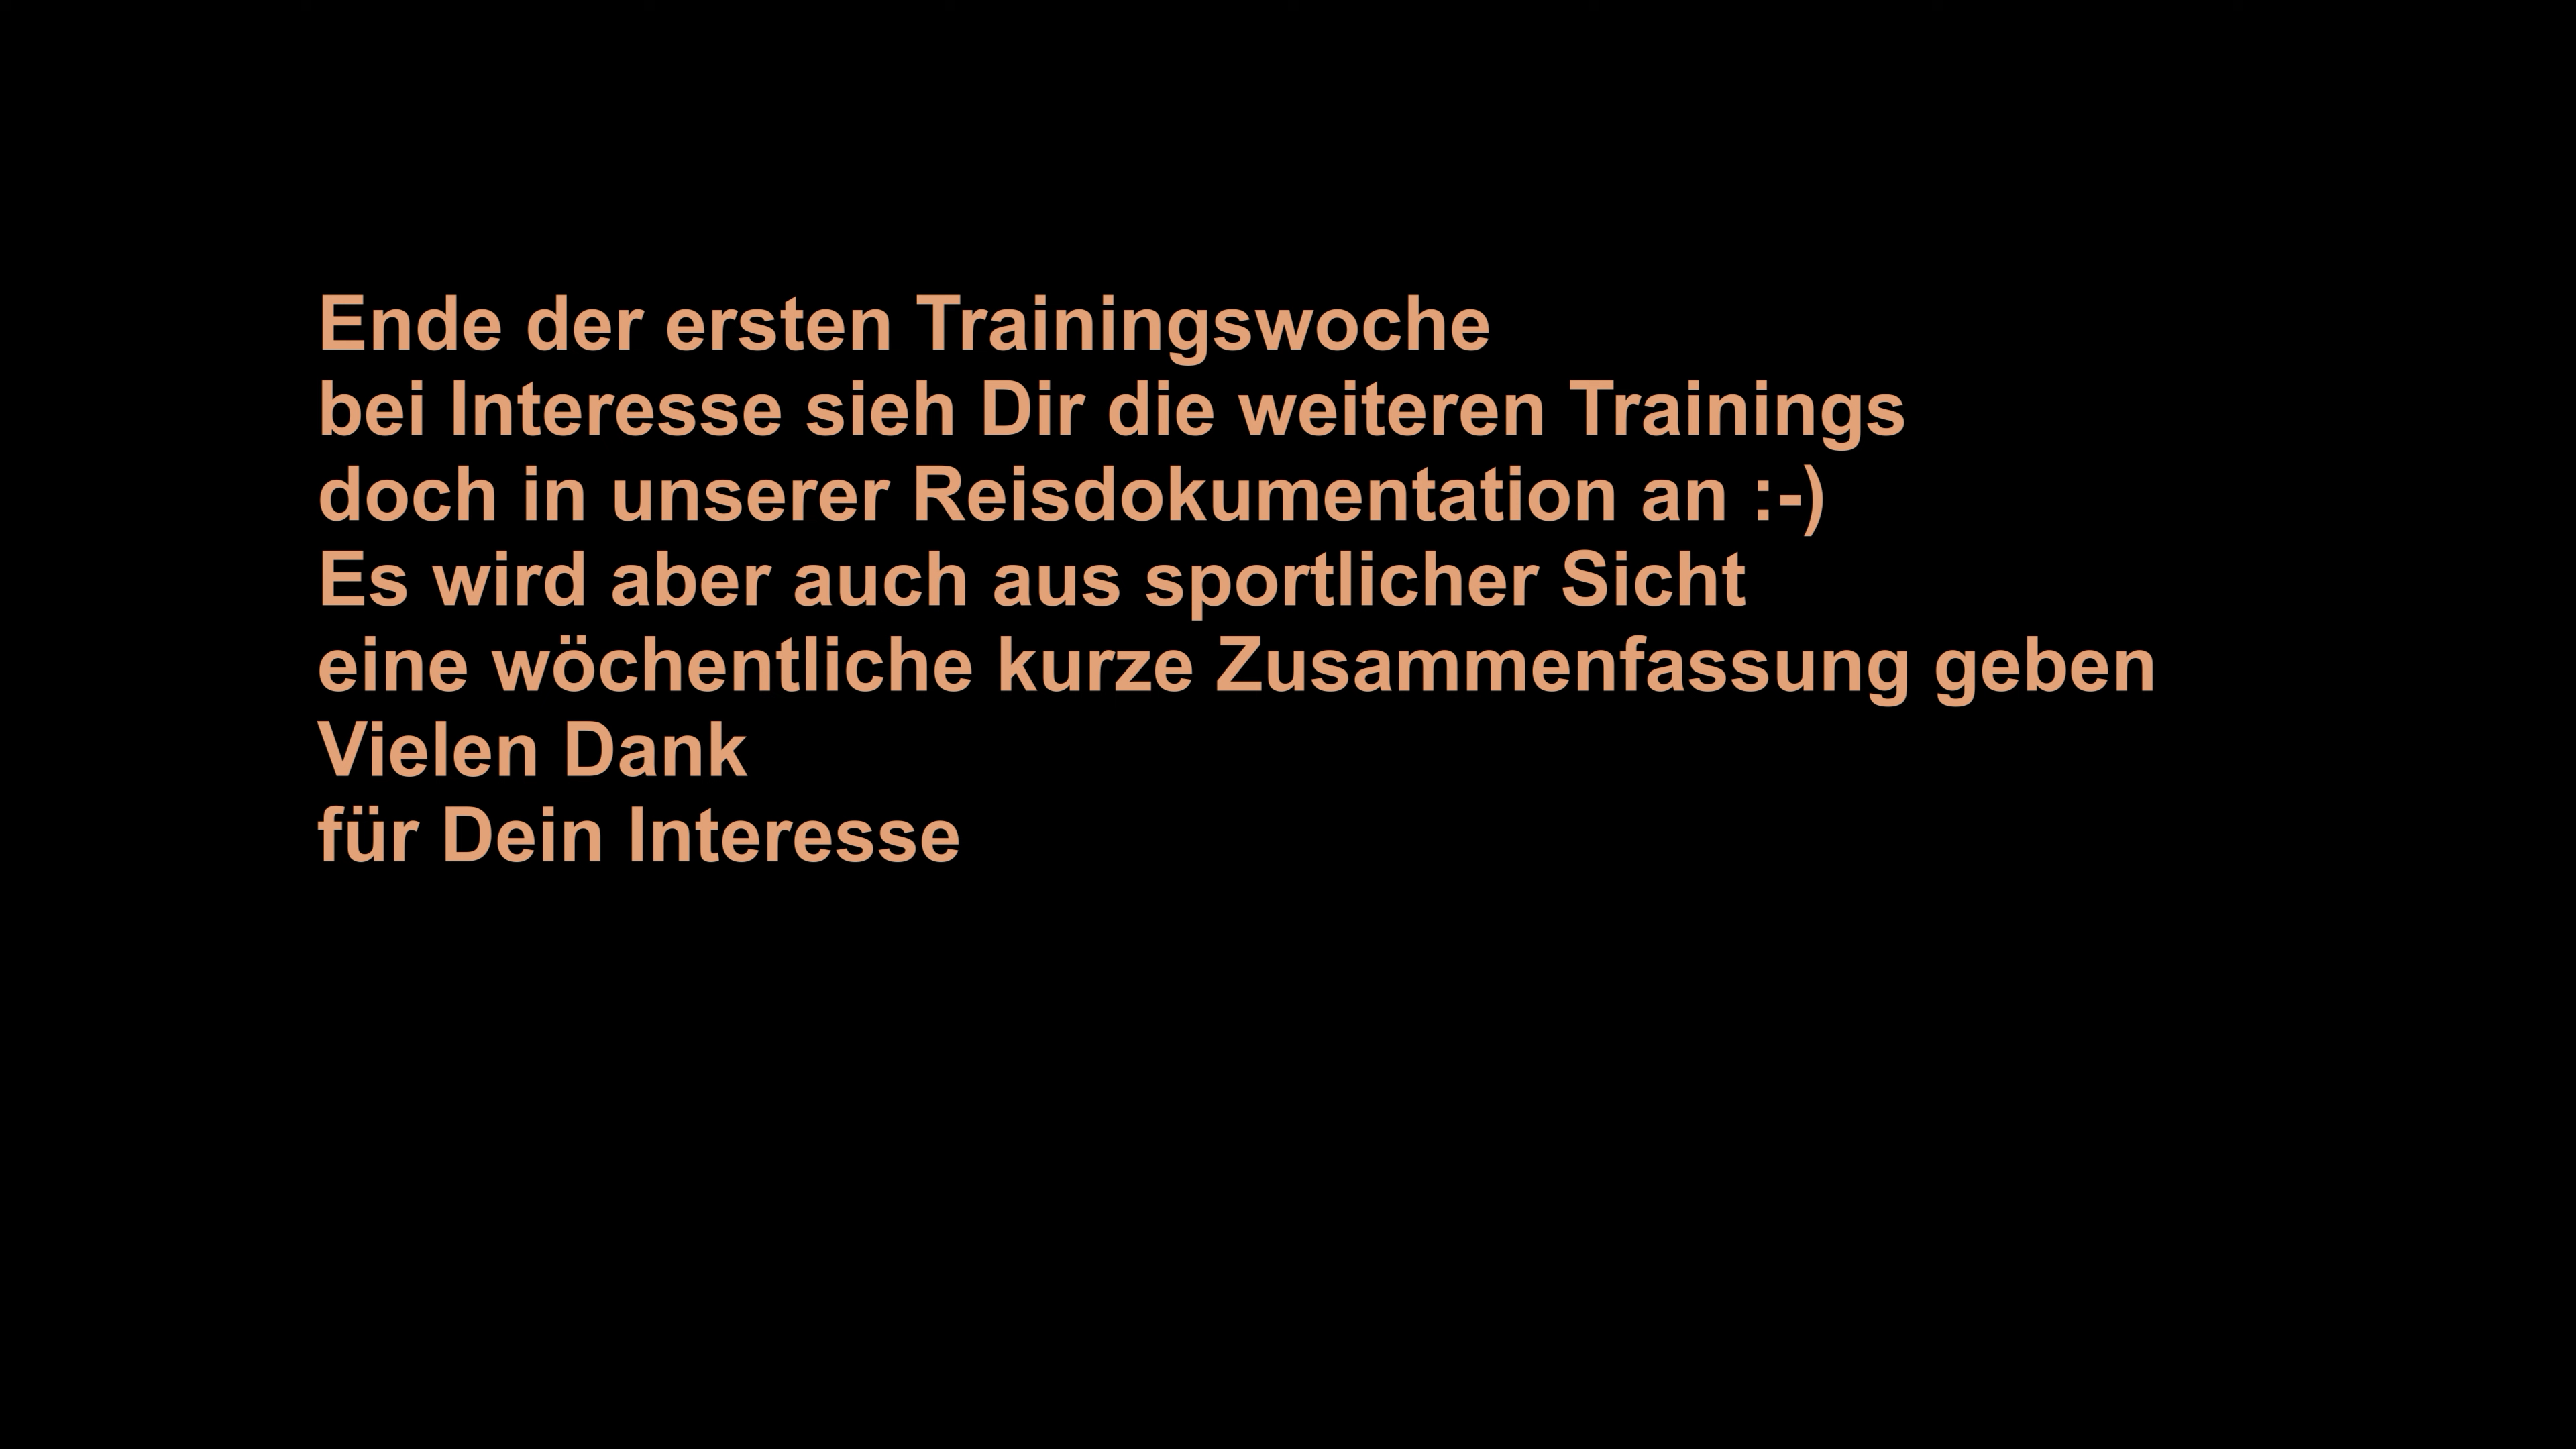 Ende der ersten Trainingswoche
bei Interesse sieh Dir die weiteren Trainings
doch in unserer Reisdokumentation an :-)
Es wird aber auch aus sportlicher Sicht
eine wöchentliche kurze Zusammenfassung geben
Vielen Dank
für Dein Interesse